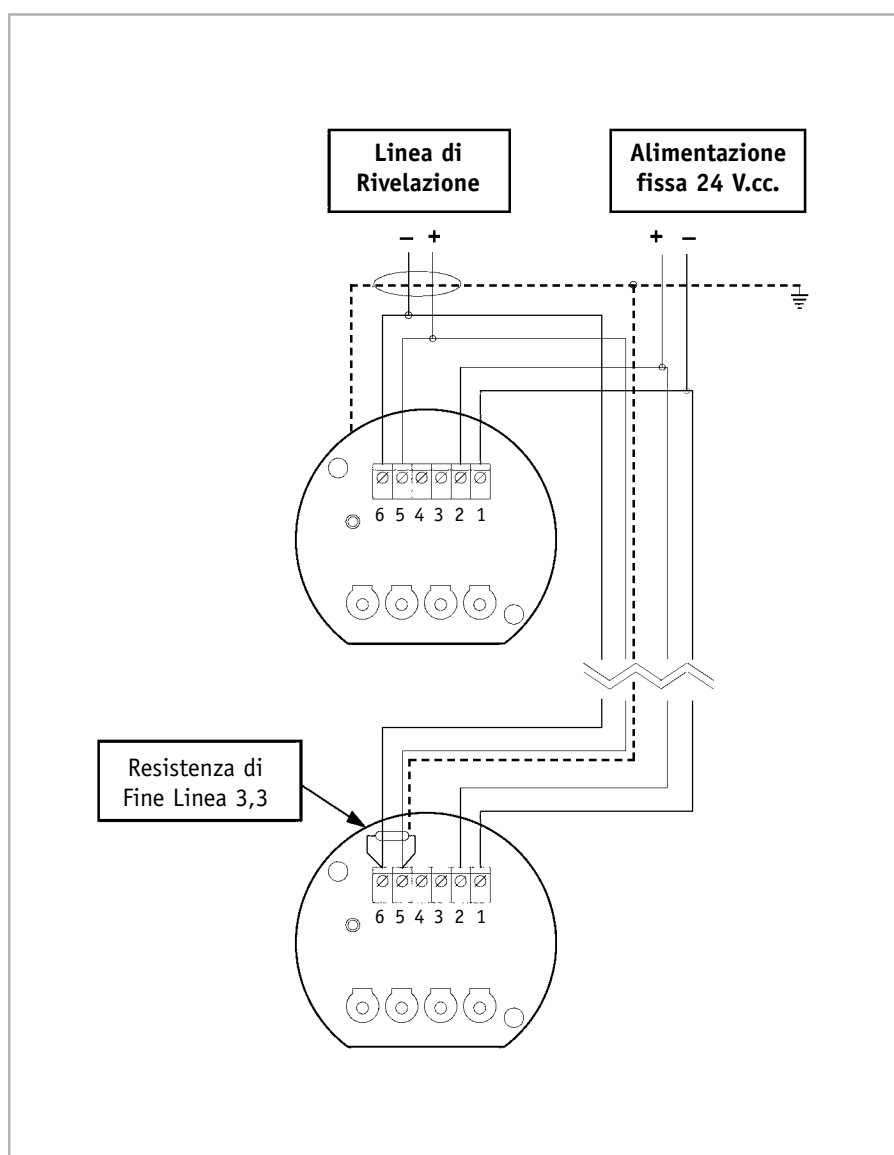 Linea di
Rivelazione
Alimentazione
fissa 24 V.cc.
– +
+ –
6 5 4 3 2 1
Resistenza di
Fine Linea 3,3
6 5 4 3 2 1